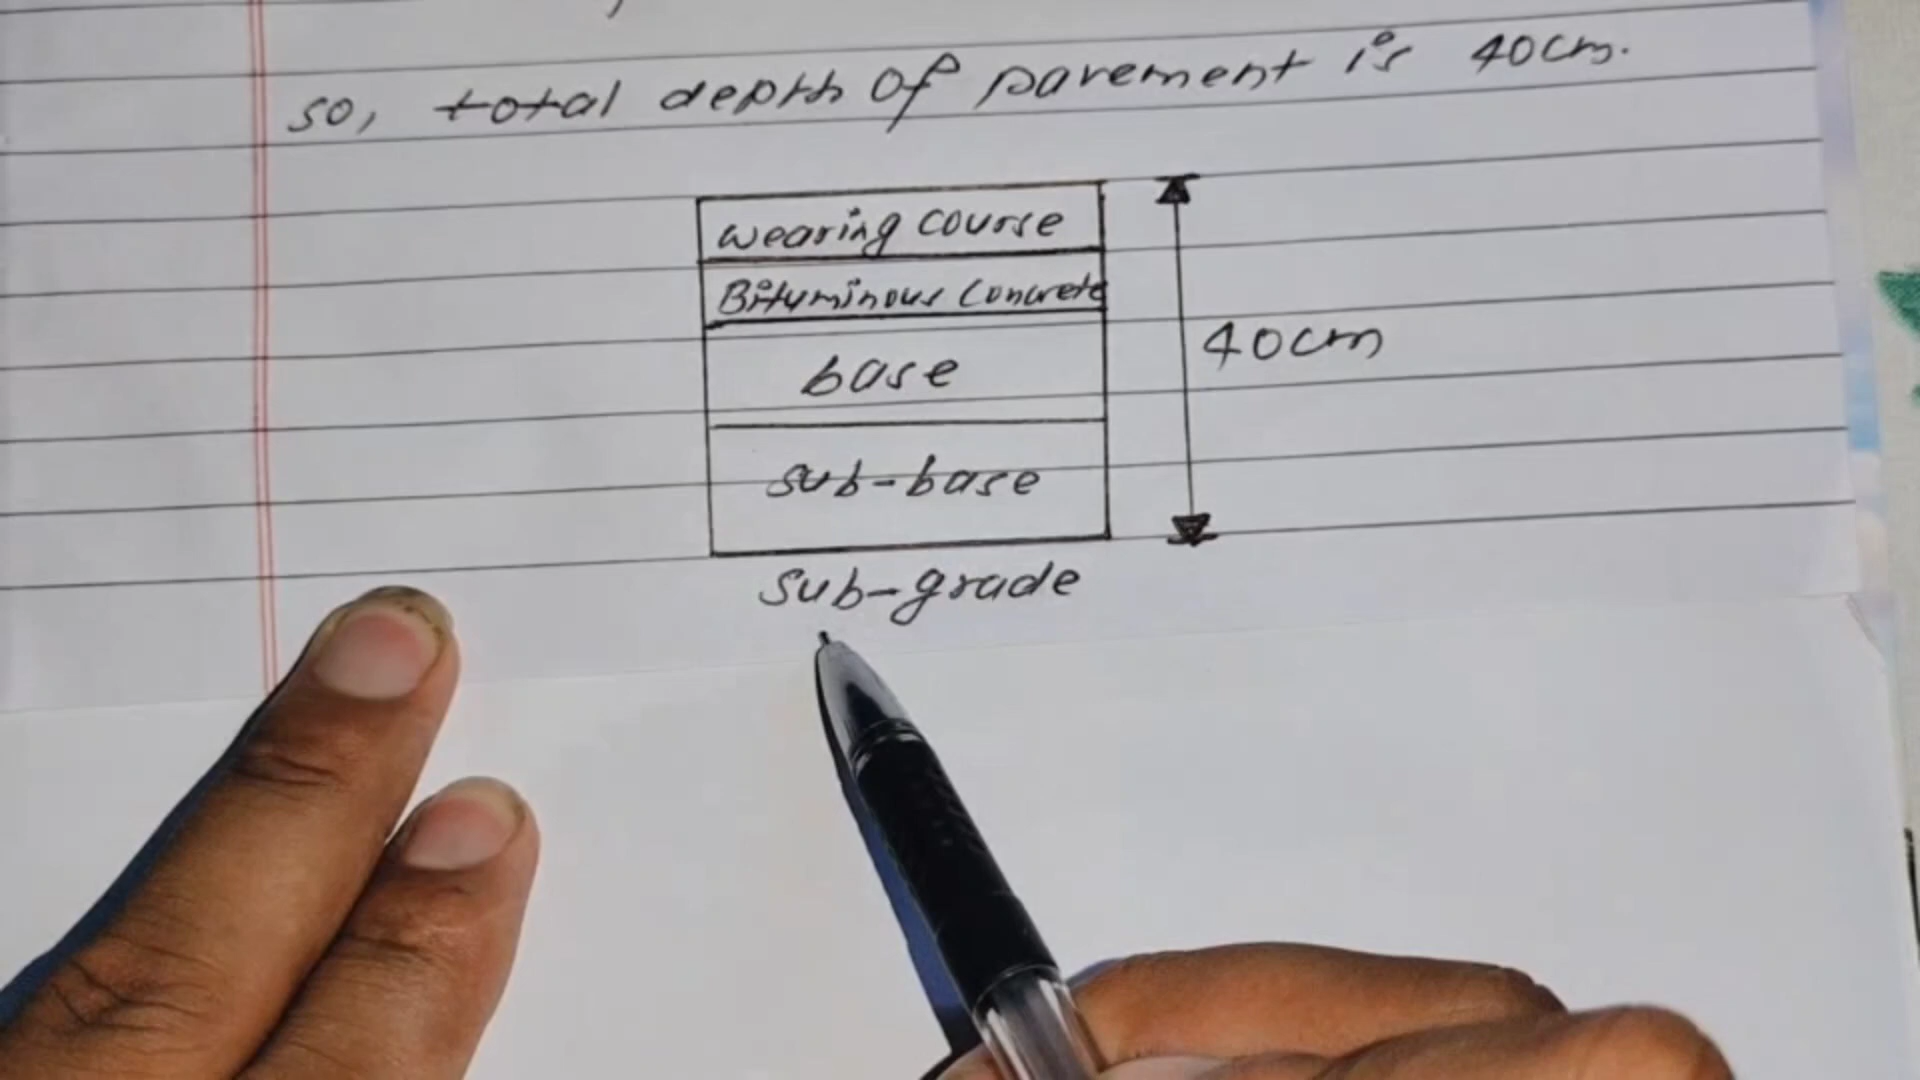 so, total depth of pavement is 40cm.
wearing course
Bituminous Concrete
base
40cm
sub-base
sub-grade